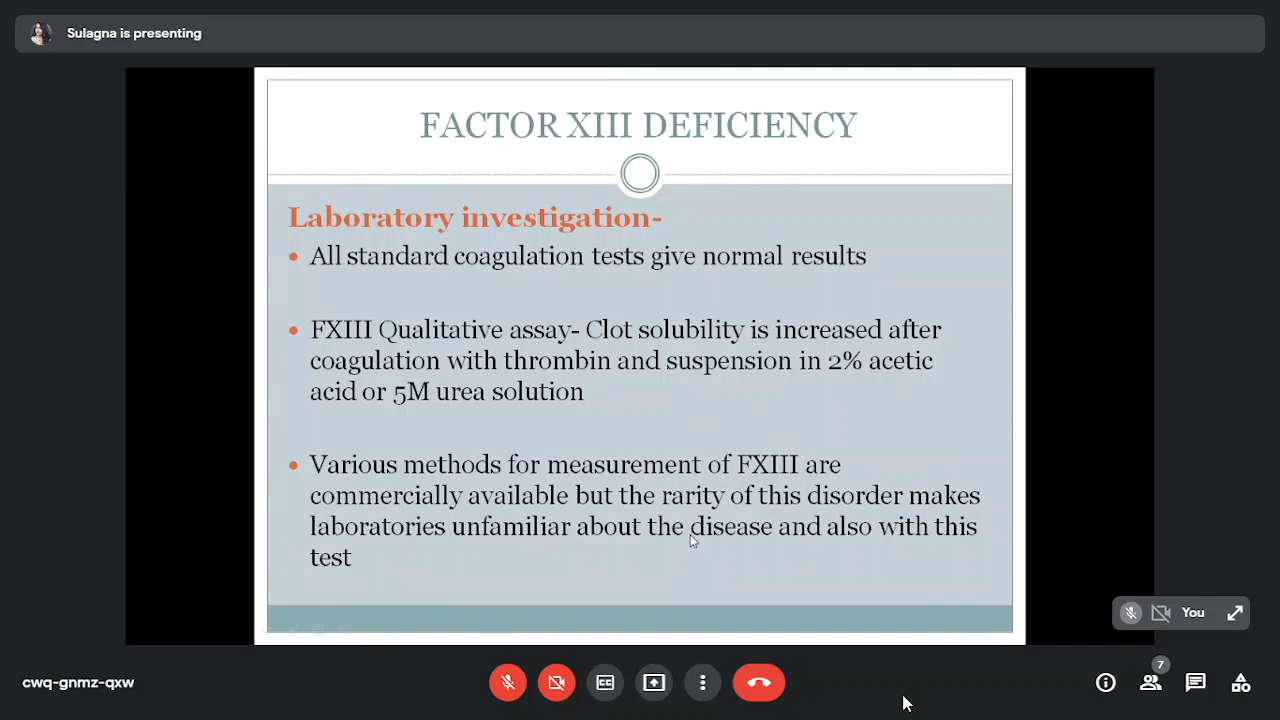 Sulagna is presenting
FACTOR XIII DEFICIENCY
Laboratory investigation-
• All standard coagulation tests give normal results
• FXIII Qualitative assay- Clot solubility is increased after
coagulation with thrombin and suspension in 2% acetic
acid or 5M urea solution
• Various methods for measurement of FXIII are
commercially available but the rarity of this disorder makes
laboratories unfamiliar about the disease and also with this
test
You
7
cwq-gnmz-qxw
CC